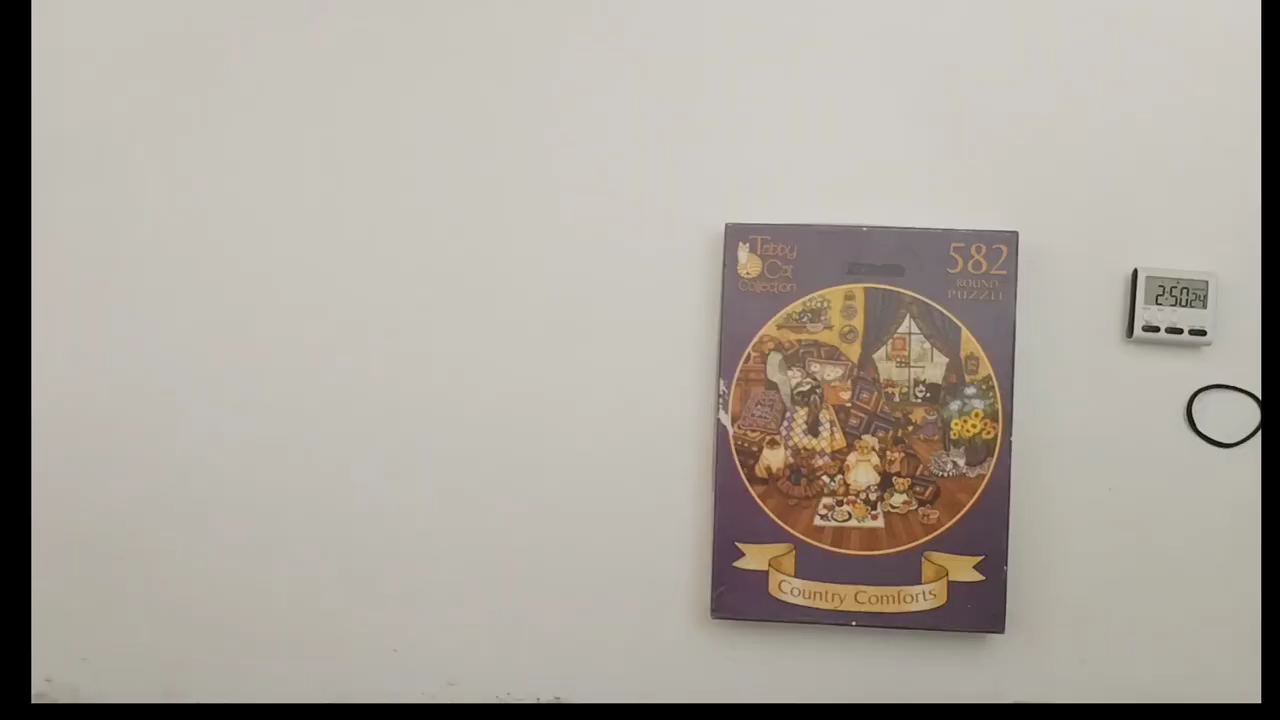 Tabby
Cat
Collection
582
ROUND
PUZZLE
2:50 24
Country Comforts